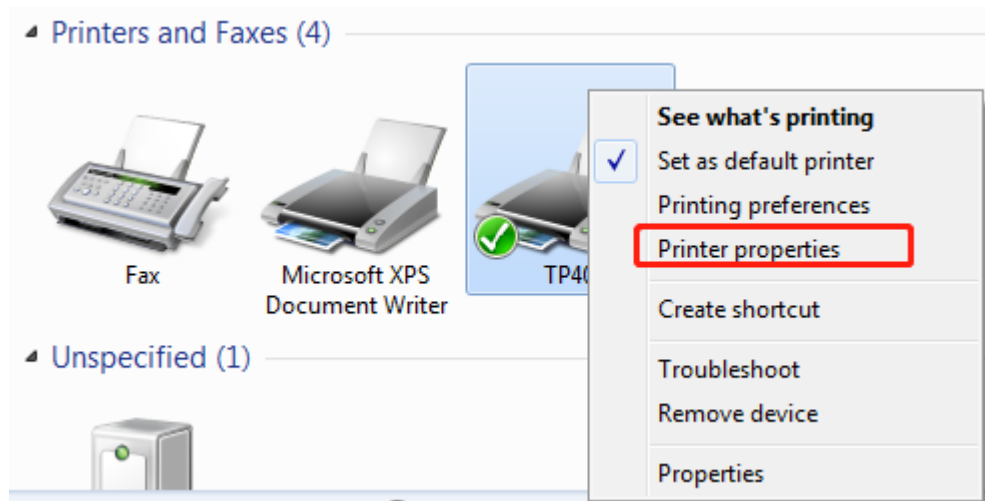 Printers and Faxes (4)
See what's printing
Set as default printer
Printing preferences
Printer properties
Fax
Microsoft XPS
Document Writer
TP40
Create shortcut
Unspecified (1)
Troubleshoot
Remove device
Properties